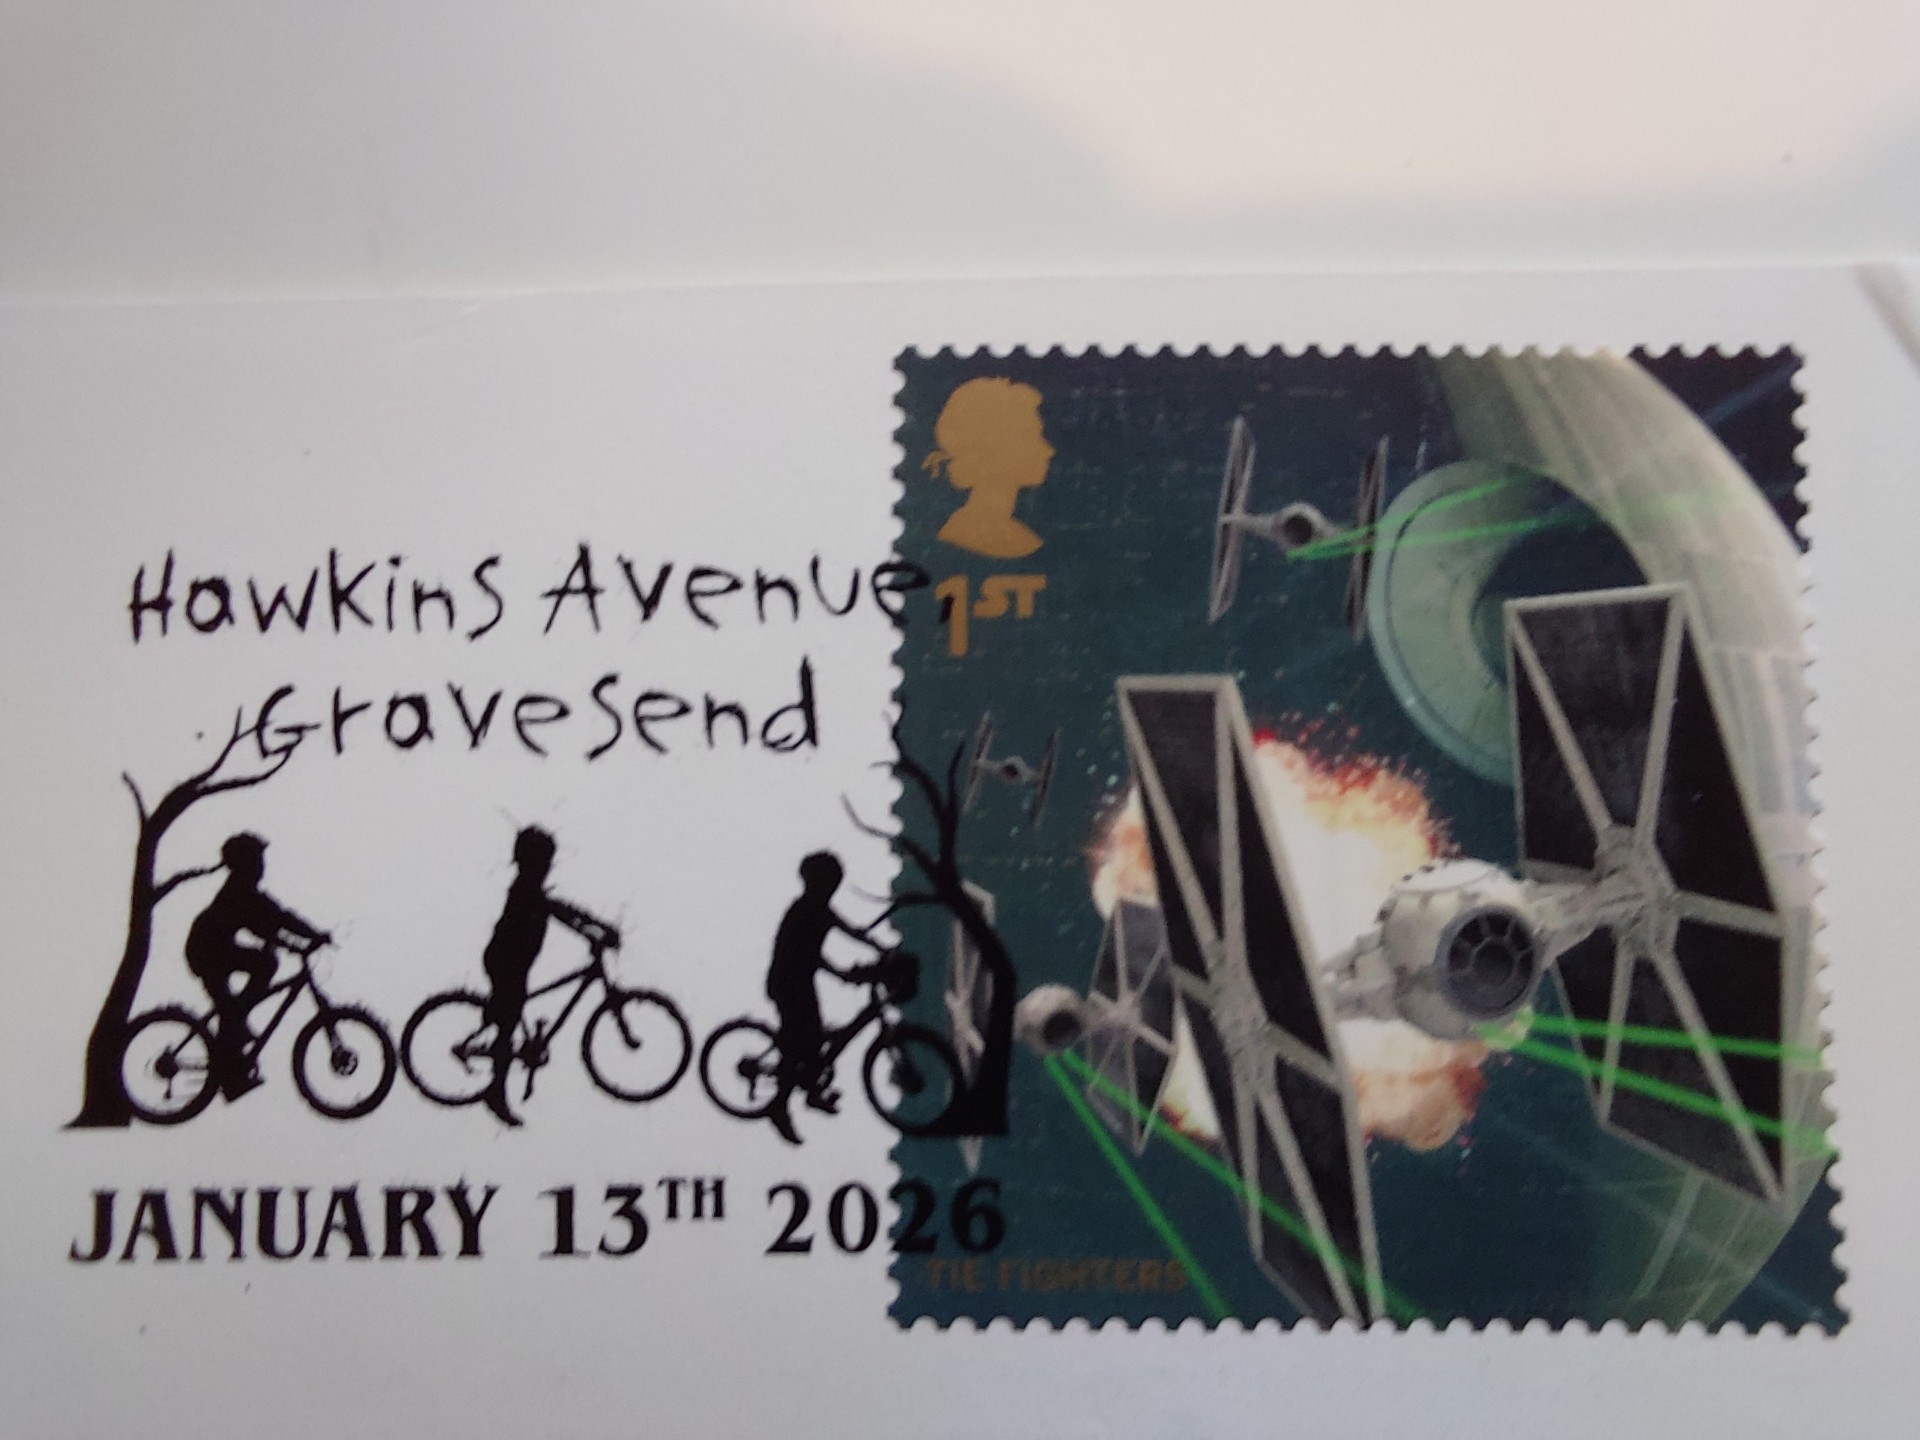 Hawkins Avenue,
Gravesend
JANUARY 13TH 2026
1ST
TIE FIGHTERS